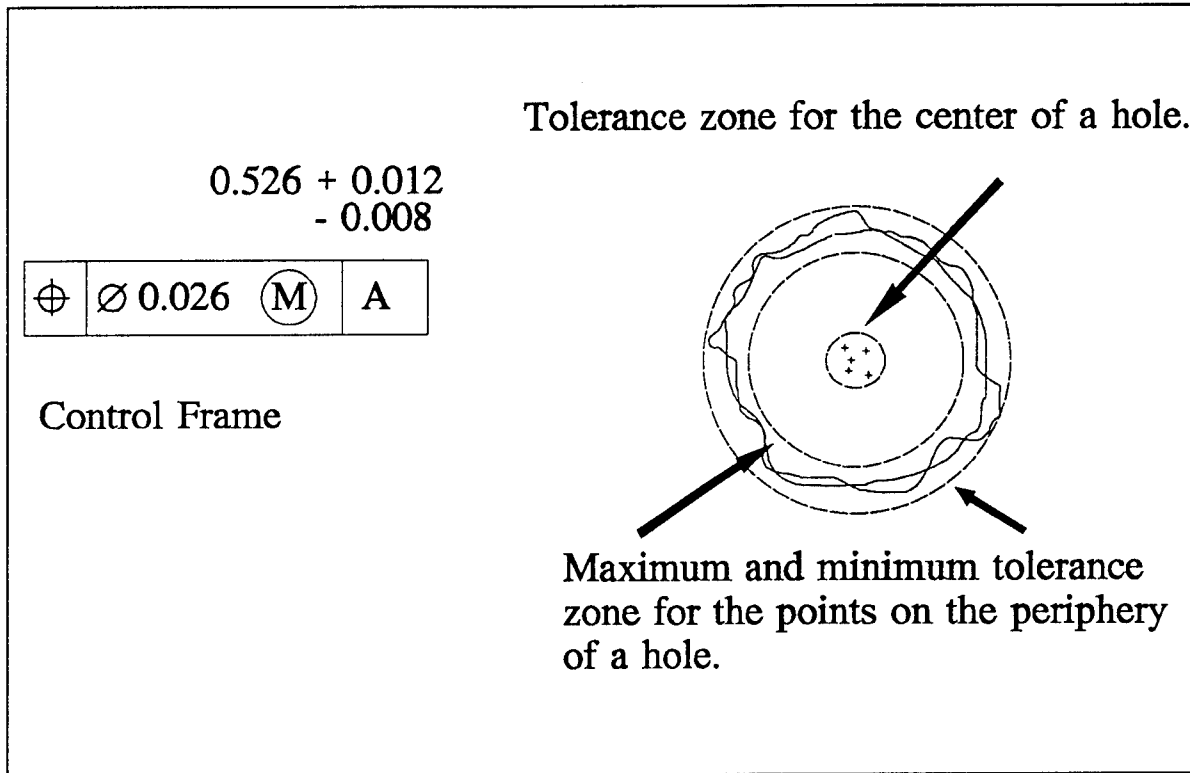 Tolerance zone for the center of a hole.
0.526 + 0.012
- 0.008
⌖ ⌀ 0.026 Ⓜ A
Control Frame
Maximum and minimum tolerance
zone for the points on the periphery
of a hole.